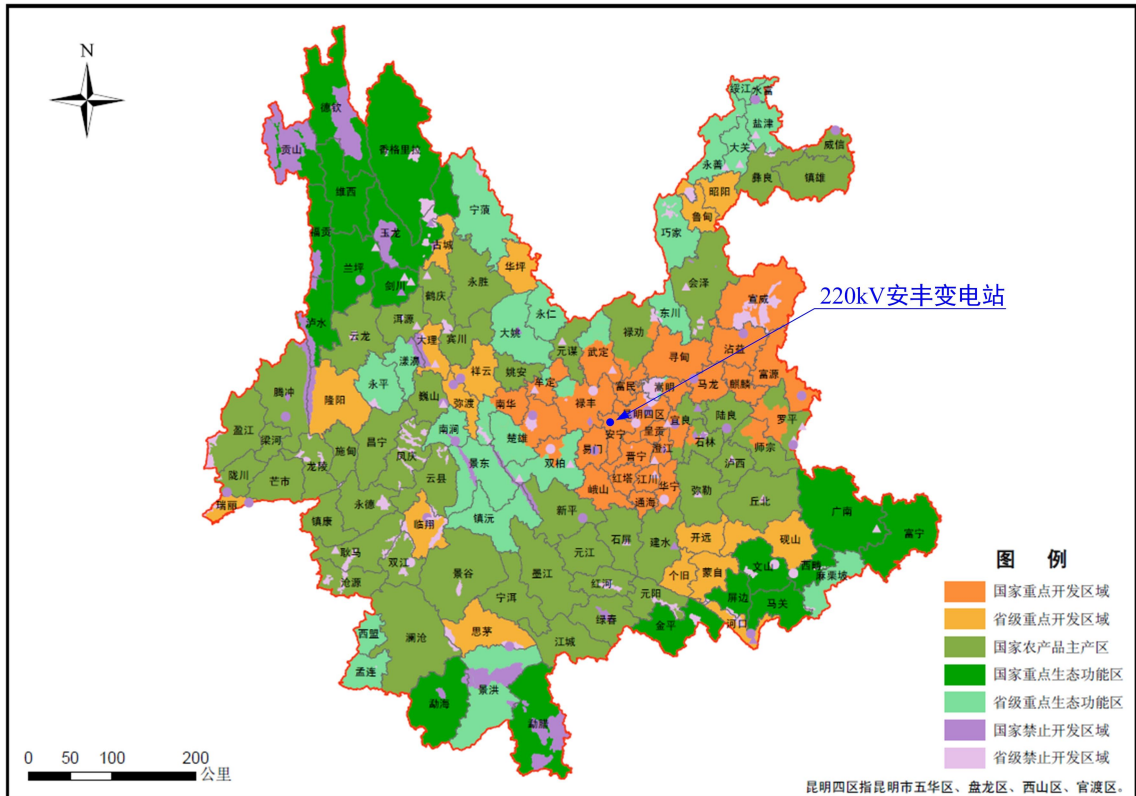 N
绥江
水富
盐津
德钦
威信
贡山
香格里拉
大关
永善
彝良
镇雄
维西
昭阳
宁蒗
鲁甸
福贡
玉龙
巧家
古城
兰坪
华坪
剑川
永胜
会泽
宣威
220kV安丰变电站
鹤庆
泸水
洱源
永仁
东川
云龙
大姚
禄劝
大理
宾川
元谋
武定
寻甸
沾益
漾濞
祥云
姚安
永平
牟定
富民
嵩明
马龙
麒麟
富源
腾冲
隆阳
巍山
弥渡
南华
禄丰
昆明四区
宜良
陆良
罗平
盈江
梁河
昌宁
南涧
楚雄
安宁
呈贡
石林
师宗
施甸
龙陵
凤庆
景东
双柏
易门
晋宁
澄江
泸西
陇川
芒市
云县
峨山
红塔
江川
华宁
弥勒
丘北
瑞丽
永德
镇沅
新平
通海
广南
镇康
临翔
石屏
建水
开远
砚山
富宁
耿马
双江
元江
文山
西畴
沧源
景谷
墨江
红河
个旧
蒙自
麻栗坡
宁洱
元阳
屏边
马关
绿春
金平
河口
西盟
澜沧
思茅
江城
孟连
景洪
勐海
勐腊
图 例
国家重点开发区域
省级重点开发区域
国家农产品主产区
国家重点生态功能区
省级重点生态功能区
国家禁止开发区域
省级禁止开发区域
0 50 100 200
公里
昆明四区指昆明市五华区、盘龙区、西山区、官渡区。